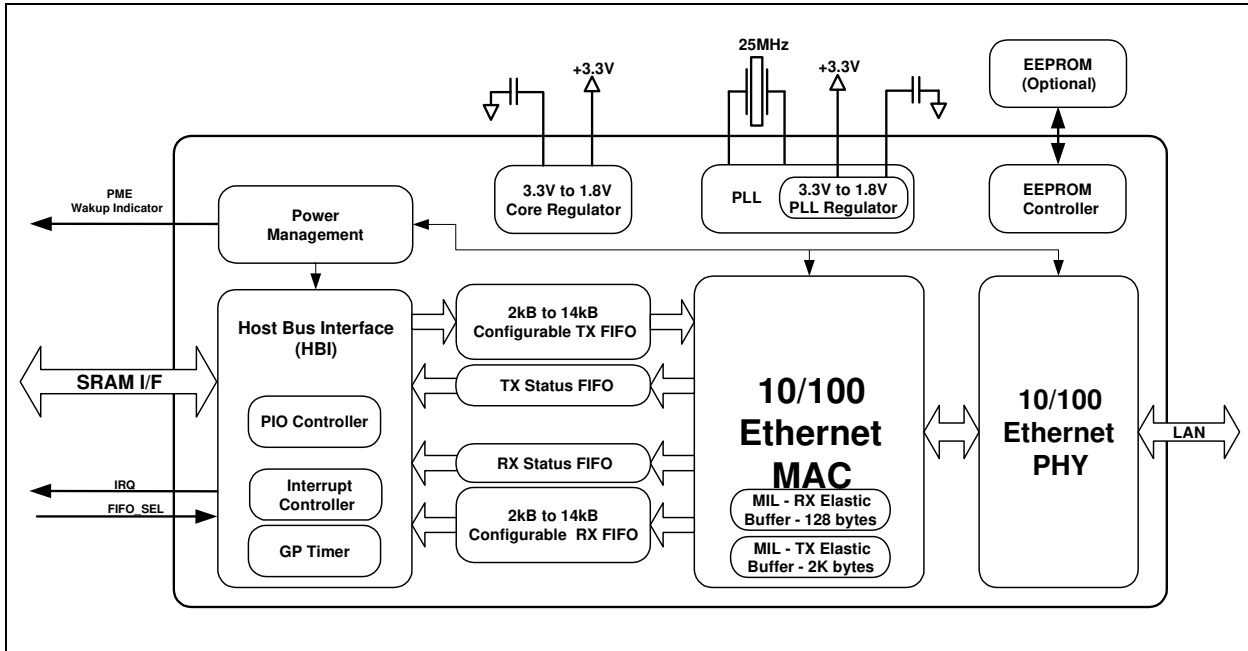 25MHz
+3.3V
+3.3V
EEPROM
(Optional)
3.3V to 1.8V
Core Regulator
PLL
3.3V to 1.8V
PLL Regulator
EEPROM
Controller
PME
Wakup Indicator
Power
Management
Host Bus Interface
(HBI)
2kB to 14kB
Configurable TX FIFO
SRAM I/F
TX Status FIFO
PIO Controller
RX Status FIFO
IRQ
FIFO_SEL
Interrupt
Controller
2kB to 14kB
Configurable RX FIFO
GP Timer
10/100
Ethernet
MAC
MIL - RX Elastic
Buffer - 128 bytes
MIL - TX Elastic
Buffer - 2K bytes
10/100
Ethernet
PHY
LAN